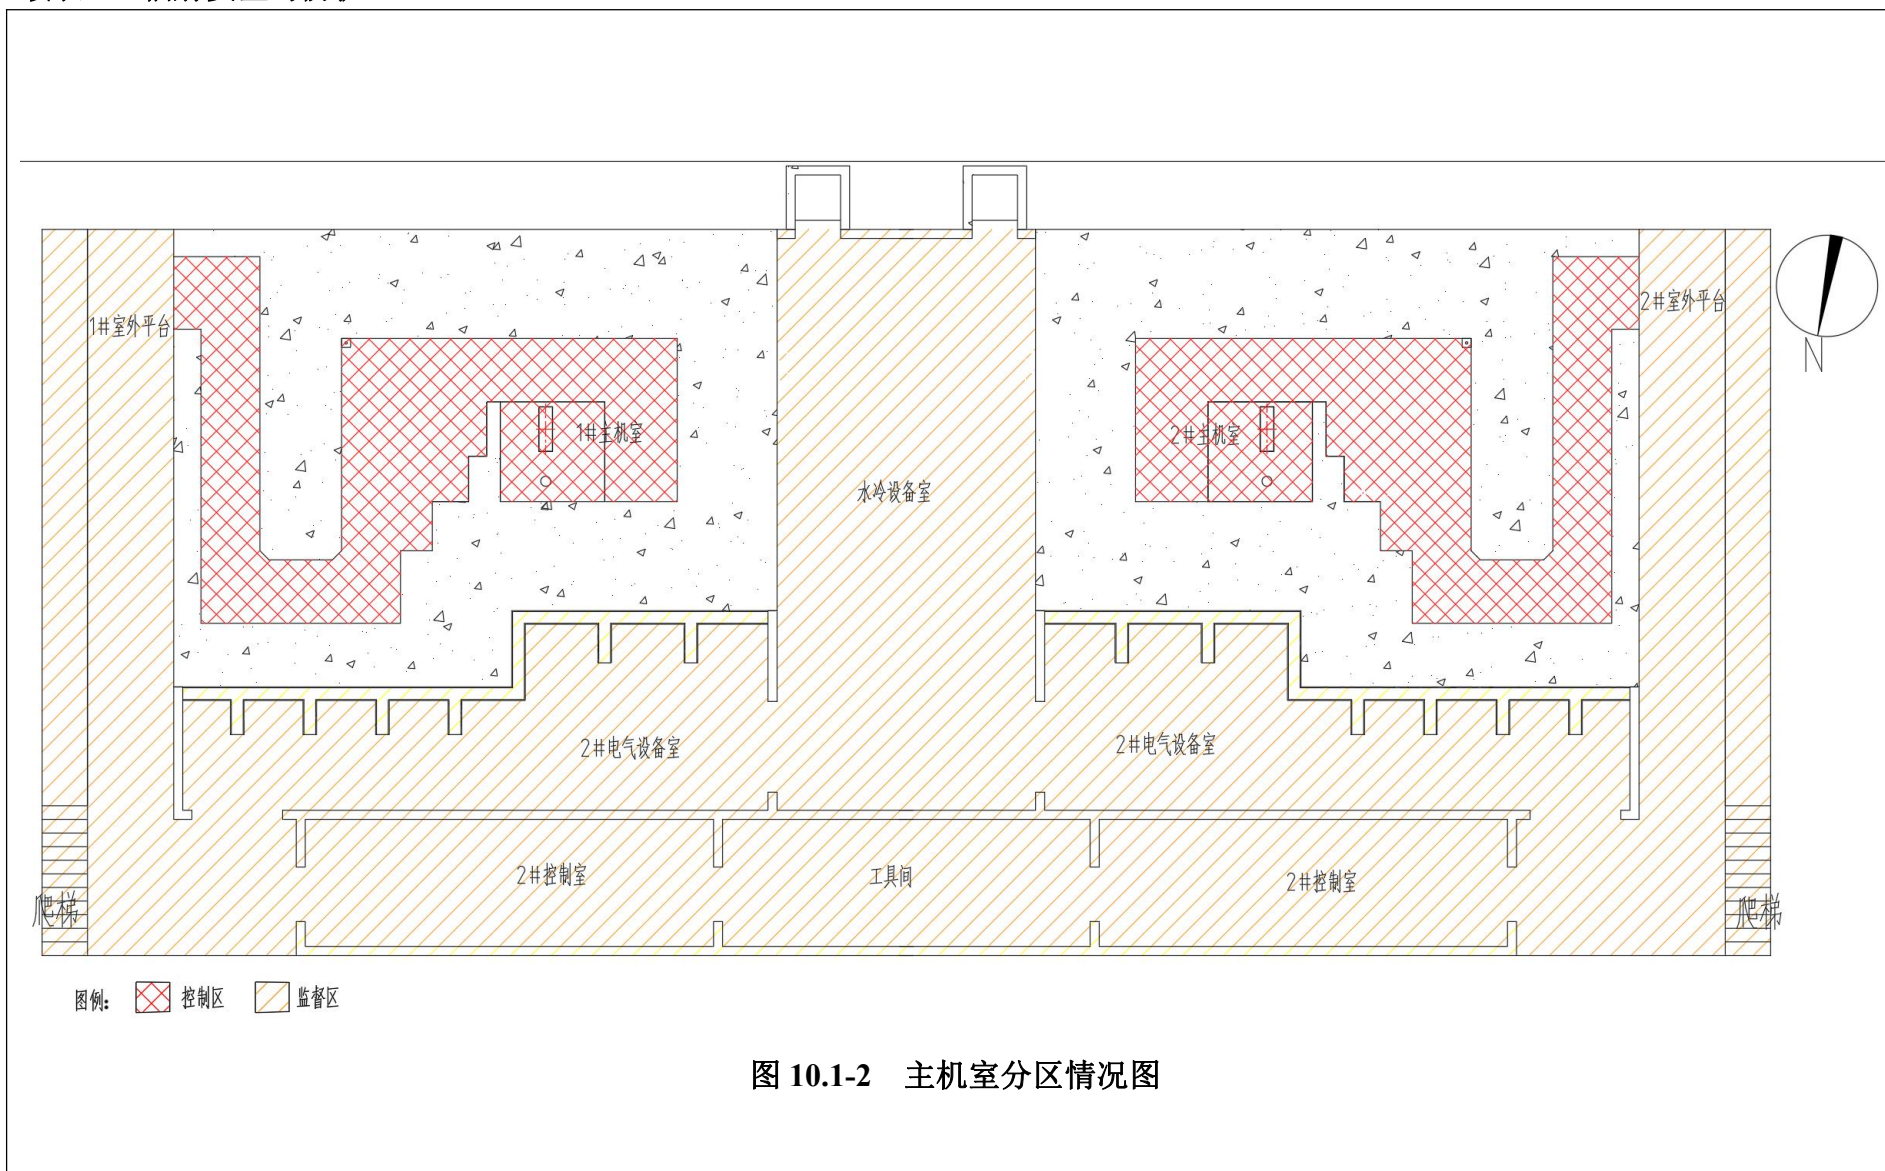 1#室外平台
2#室外平台
N
1#主机室
2#主机室
水冷设备室
2#电气设备室
2#电气设备室
2#控制室
工具间
2#控制室
爬梯
爬梯
图例：
控制区
监督区
图 10.1-2 主机室分区情况图